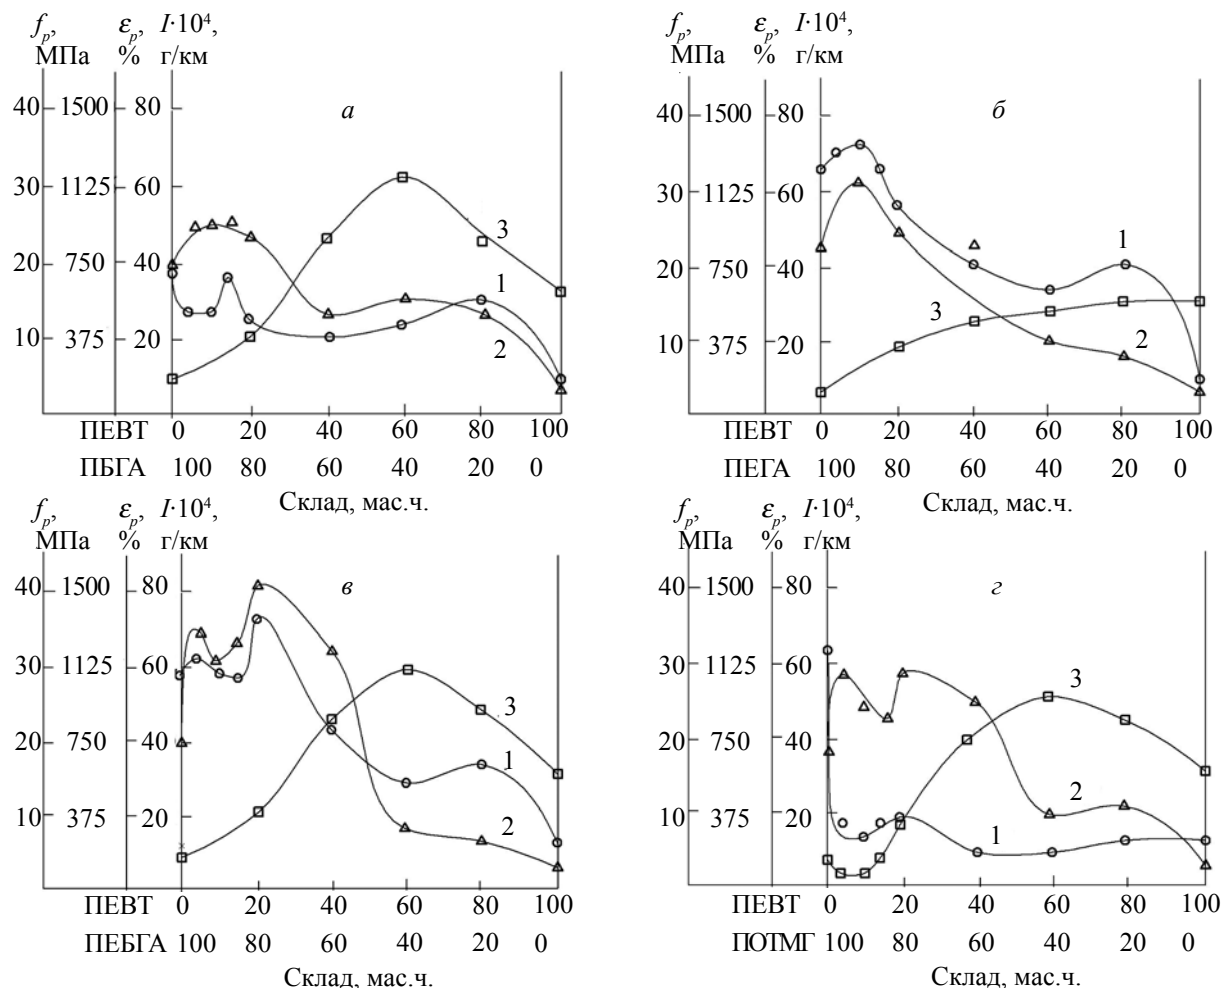 f_p, ε_p, I·10⁴,
МПа % г/км
40 1500 80
а
30 1125 60
3
20 750 40
1
10 375 20
2
ПЕВТ 0 20 40 60 80 100
ПБГА 100 80 60 40 20 0
Склад, мас.ч.
f_p, ε_p, I·10⁴,
МПа % г/км
40 1500 80
б
30 1125 60
1
20 750 40
3
2
10 375 20
ПЕВТ 0 20 40 60 80 100
ПЕГА 100 80 60 40 20 0
Склад, мас.ч.
f_p, ε_p, I·10⁴,
МПа % г/км
40 1500 80
в
30 1125 60
3
20 750 40
1
10 375 20
2
ПЕВТ 0 20 40 60 80 100
ПЕБГА 100 80 60 40 20 0
Склад, мас.ч.
f_p, ε_p, I·10⁴,
МПа % г/км
40 1500 80
г
30 1125 60
3
20 750 40
2
10 375 20
1
ПЕВТ 0 20 40 60 80 100
ПОТМГ 100 80 60 40 20 0
Склад, мас.ч.